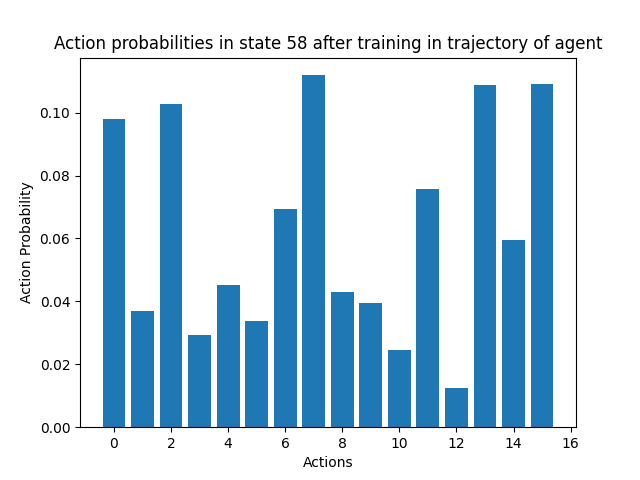 Action probabilities in state 58 after training in trajectory of agent
0.10
0.08
0.06
0.04
0.02
0.00
Action Probability
0 2 4 6 8 10 12 14 16
Actions